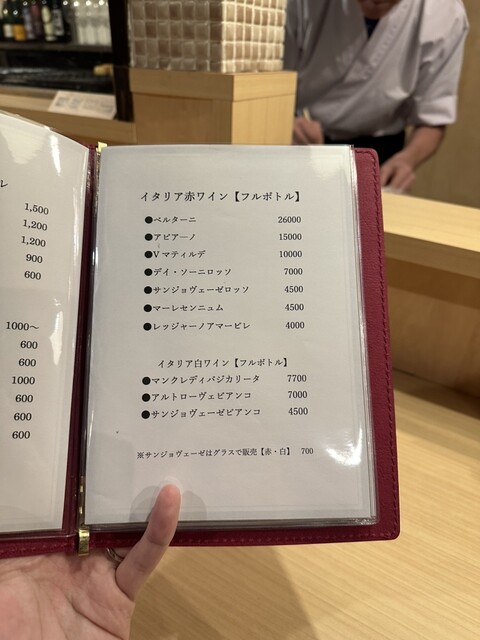 ル
1,500
1,200
1,200
900
600
1000〜
600
600
1000
600
600
600
イタリア赤ワイン【フルボトル】
●ベルターニ 26000
●アビアーノ 15000
●Vマティルデ 10000
●デイ・ソーニロッソ 7000
●サンジョヴェーゼロッソ 4500
●マーレセンニュム 4500
●レッジャーノアマービレ 4000
イタリア白ワイン【フルボトル】
●マンクレディバジカリータ 7700
●アルトローヴェビアンコ 7000
●サンジョヴェーゼビアンコ 4500
※サンジョヴェーゼはグラスで販売【赤・白】 700